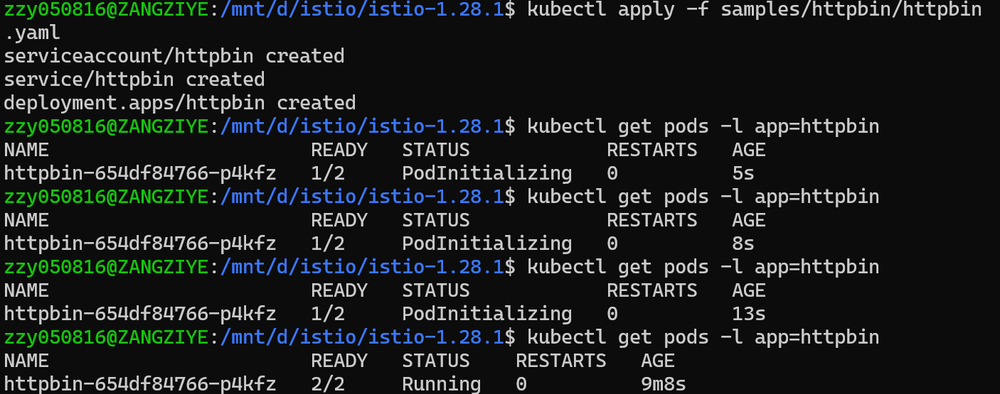 zzy050816@ZANGZIYE:/mnt/d/istio/istio-1.28.1$ kubectl apply -f samples/httpbin/httpbin
.yaml
serviceaccount/httpbin created
service/httpbin created
deployment.apps/httpbin created
zzy050816@ZANGZIYE:/mnt/d/istio/istio-1.28.1$ kubectl get pods -l app=httpbin
NAME                       READY   STATUS            RESTARTS   AGE
httpbin-654df84766-p4kfz   1/2     PodInitializing   0          5s
zzy050816@ZANGZIYE:/mnt/d/istio/istio-1.28.1$ kubectl get pods -l app=httpbin
NAME                       READY   STATUS            RESTARTS   AGE
httpbin-654df84766-p4kfz   1/2     PodInitializing   0          8s
zzy050816@ZANGZIYE:/mnt/d/istio/istio-1.28.1$ kubectl get pods -l app=httpbin
NAME                       READY   STATUS            RESTARTS   AGE
httpbin-654df84766-p4kfz   1/2     PodInitializing   0          13s
zzy050816@ZANGZIYE:/mnt/d/istio/istio-1.28.1$ kubectl get pods -l app=httpbin
NAME                       READY   STATUS    RESTARTS   AGE
httpbin-654df84766-p4kfz   2/2     Running   0          9m8s